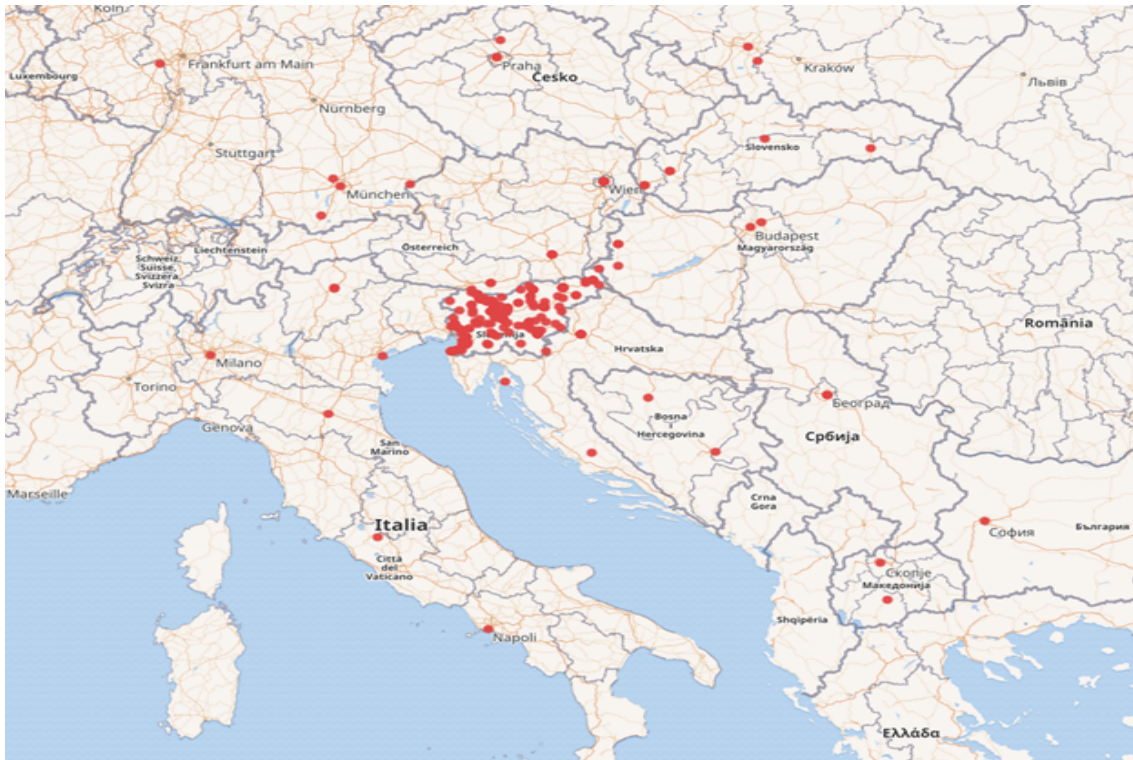 Köln
Luxembourg
Frankfurt am Main
Praha
Česko
Kraków
Львів
Nürnberg
Stuttgart
Slovensko
München
Wien
Österreich
Budapest
Magyarország
Schweiz,
Suisse,
Svizzera,
Svizra
Liechtenstein
România
Hrvatska
Milano
Torino
Genova
San
Marino
Bosna
i
Hercegovina
Београд
Србија
Marseille
Crna
Gora
Italia
Città
del
Vaticano
София
България
Скопје
Македонија
Shqipëria
Napoli
Ελλάδα